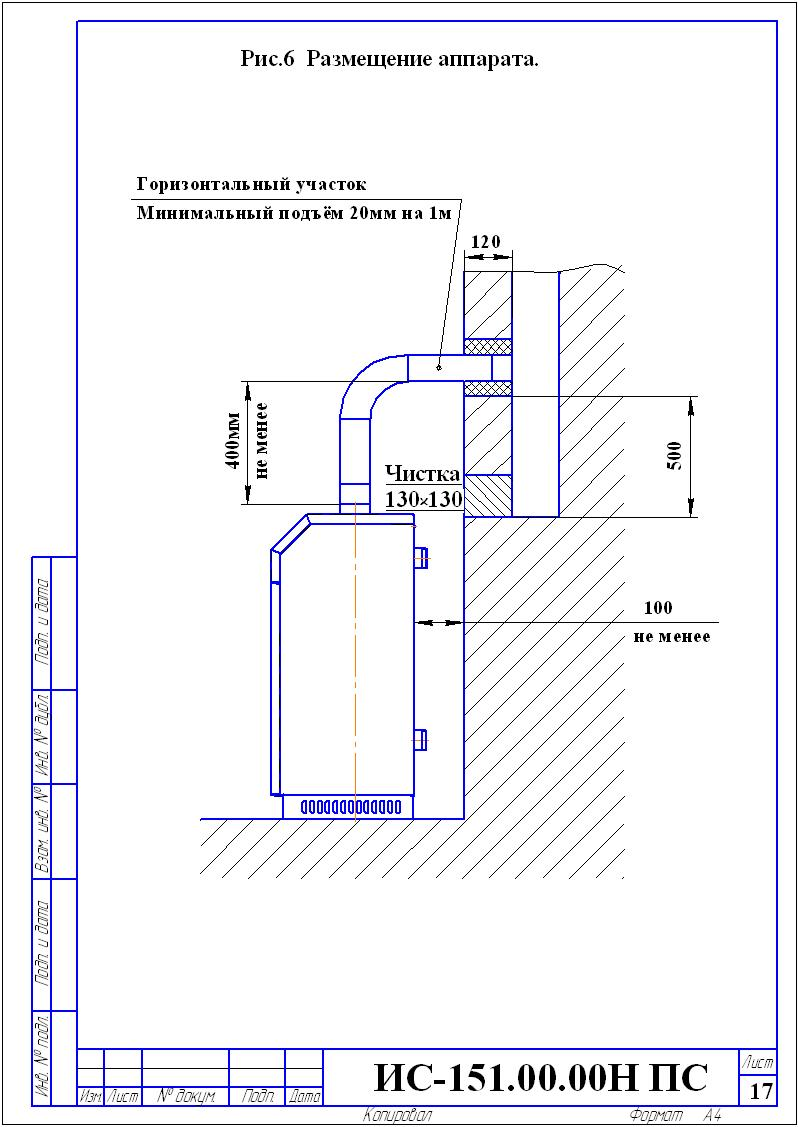 Рис.6 Размещение аппарата.
Горизонтальный участок
Минимальный подъём 20мм на 1м
120
400мм
не менее
500
Чистка
130×130
100
не менее
Подп. и дата
Инв. № дубл.
Взам. инв. №
Подп. и дата
Инв. № подл.
Изм. Лист № докум. Подп. Дата
ИС-151.00.00Н ПС
Лист
17
Копировал Формат А4